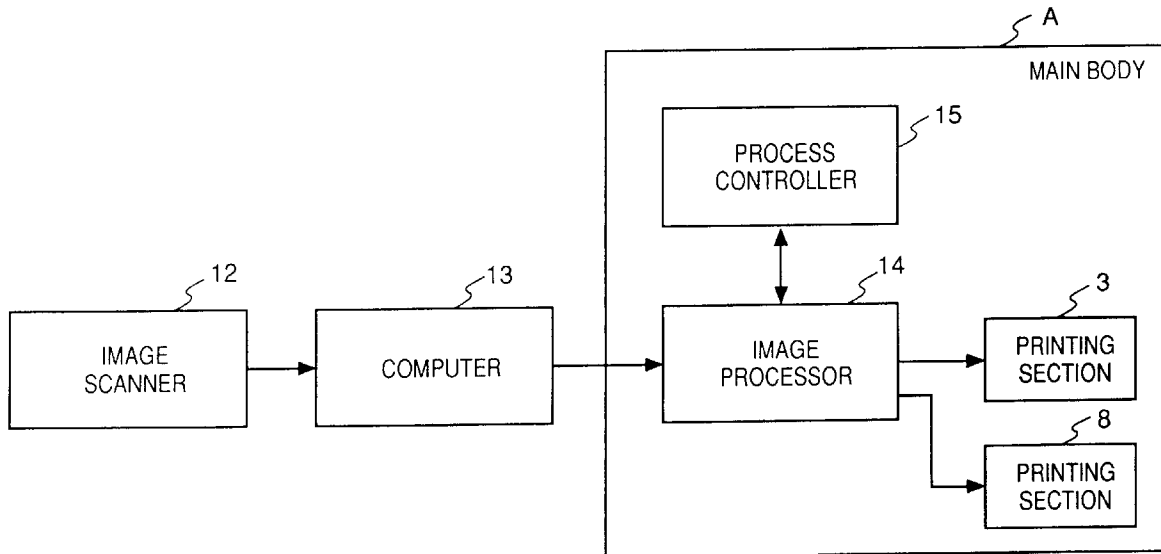 A
MAIN BODY
15
PROCESS
CONTROLLER
12
IMAGE
SCANNER
13
COMPUTER
14
IMAGE
PROCESSOR
3
PRINTING
SECTION
8
PRINTING
SECTION